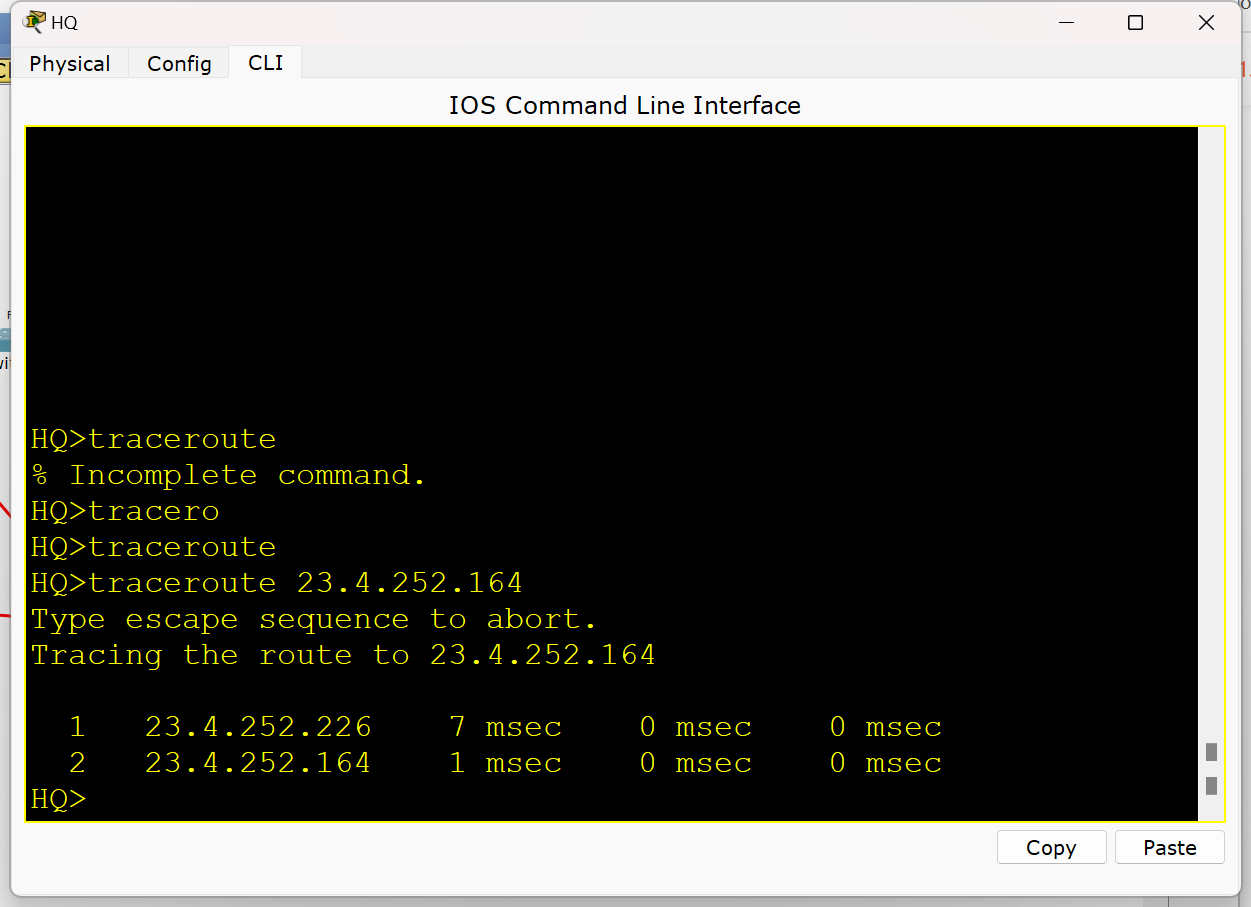 HQ
Physical Config CLI
IOS Command Line Interface
HQ>traceroute
% Incomplete command.
HQ>tracero
HQ>traceroute
HQ>traceroute 23.4.252.164
Type escape sequence to abort.
Tracing the route to 23.4.252.164
1 23.4.252.226 7 msec 0 msec 0 msec
2 23.4.252.164 1 msec 0 msec 0 msec
HQ>
Copy Paste